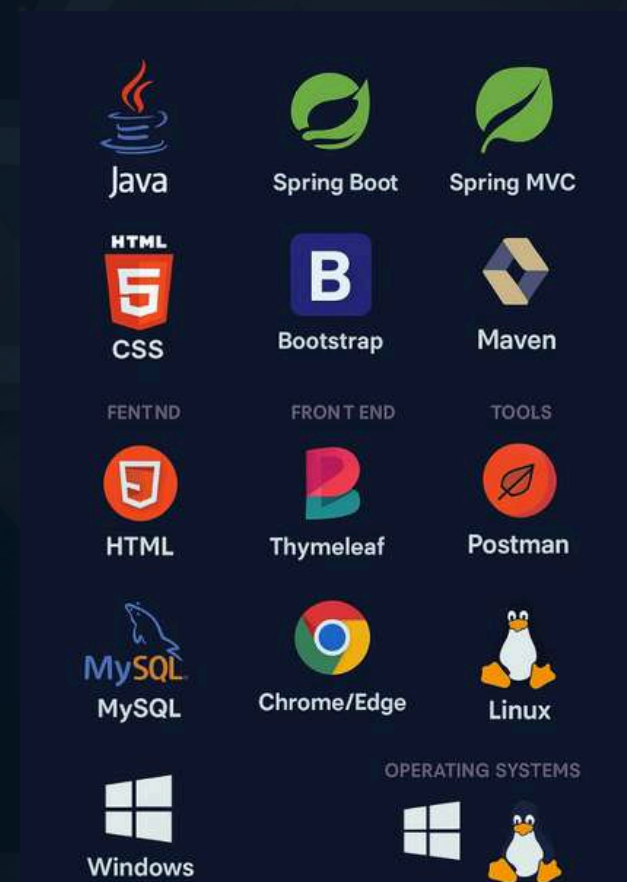 Java
Spring Boot
Spring MVC
HTML
5
CSS
B
Bootstrap
Maven
FENTND
FRONT END
TOOLS
HTML
Thymeleaf
Postman
MySQL
MySQL
Chrome/Edge
Linux
OPERATING SYSTEMS
Windows